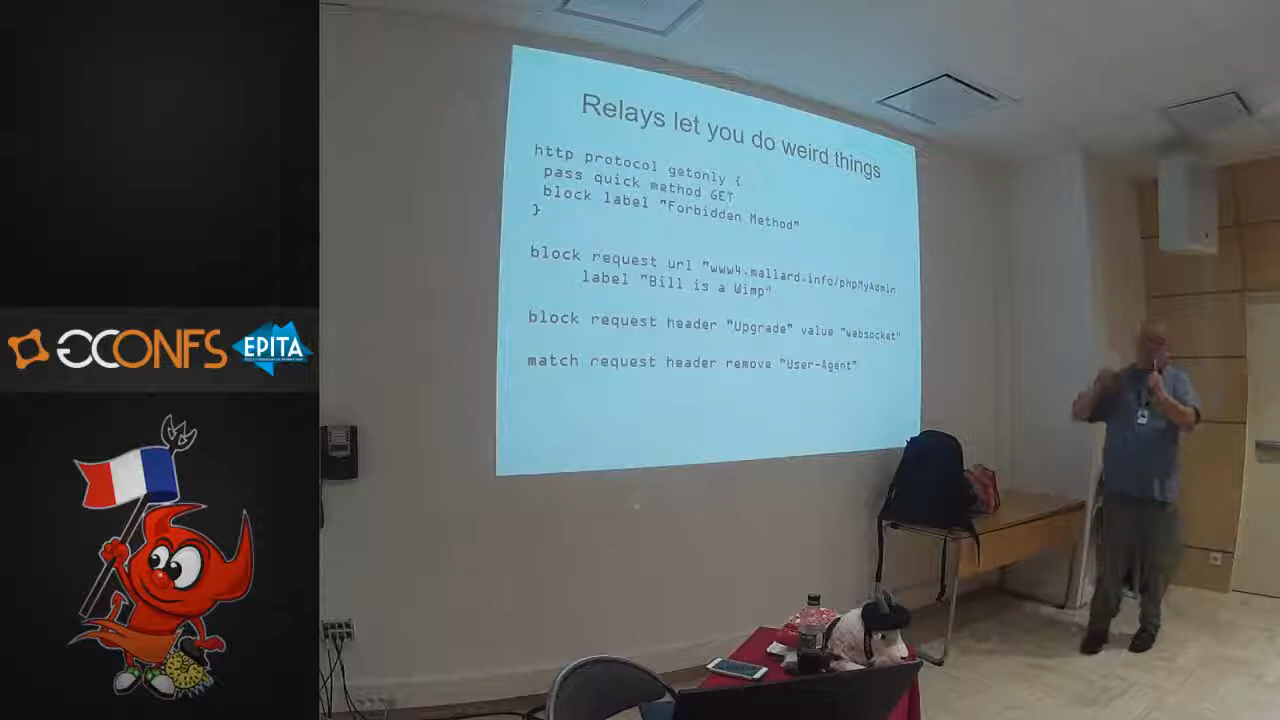 Relays let you do weird things
http protocol getonly {
pass quick method GET
block label "Forbidden Method"
}
block request url "www4.mallard.info/phpMyAdmin
label "Bill is a Wimp"
block request header "Upgrade" value "websocket"
match request header remove "User-Agent"
GCONFS
EPITA